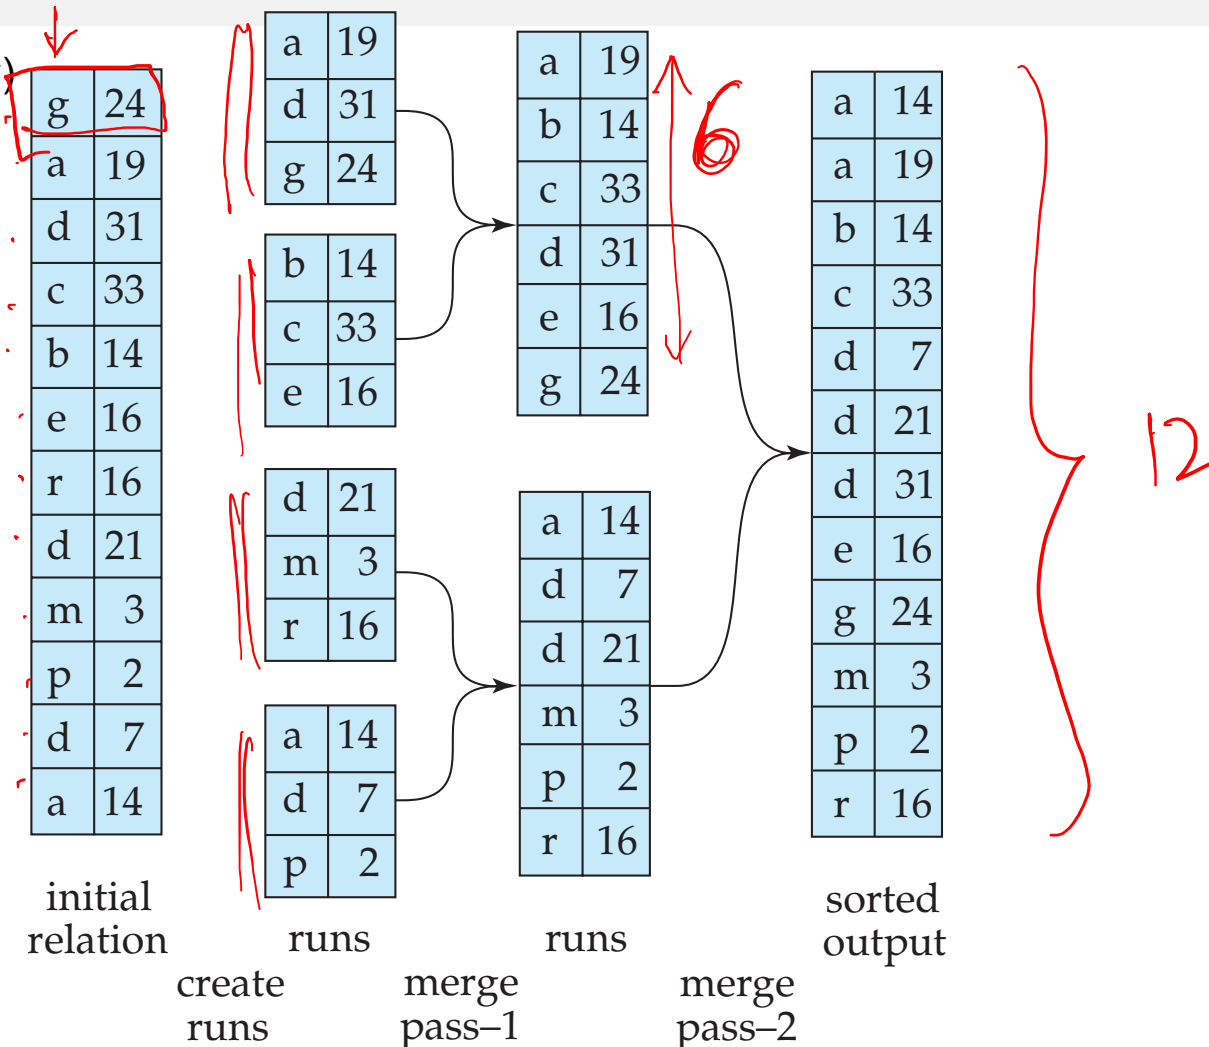 g 24
a 19
d 31
c 33
b 14
e 16
r 16
d 21
m 3
p 2
d 7
a 14
initial
relation
create
runs
a 19
d 31
g 24
b 14
c 33
e 16
d 21
m 3
r 16
a 14
d 7
p 2
runs
merge
pass–1
a 19
b 14
c 33
d 31
e 16
g 24
6
a 14
d 7
d 21
m 3
p 2
r 16
runs
merge
pass–2
a 14
a 19
b 14
c 33
d 7
d 21
d 31
e 16
g 24
m 3
p 2
r 16
sorted
output
12